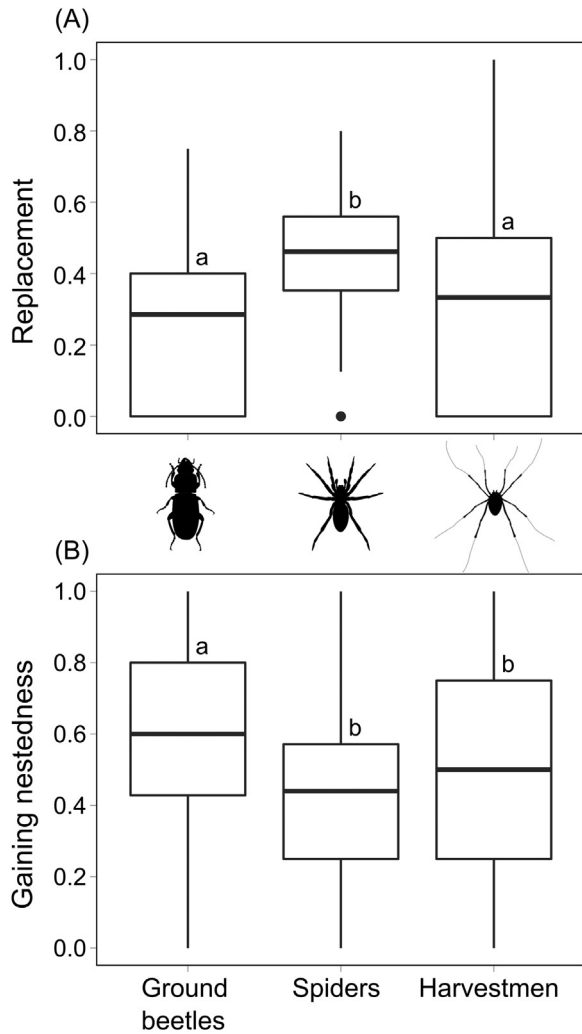 (A)
Replacement
1.0
0.8
0.6
0.4
0.2
0.0
a
b
a
(B)
Gaining nestedness
1.0
0.8
0.6
0.4
0.2
0.0
a
b
b
Ground
beetles
Spiders
Harvestmen